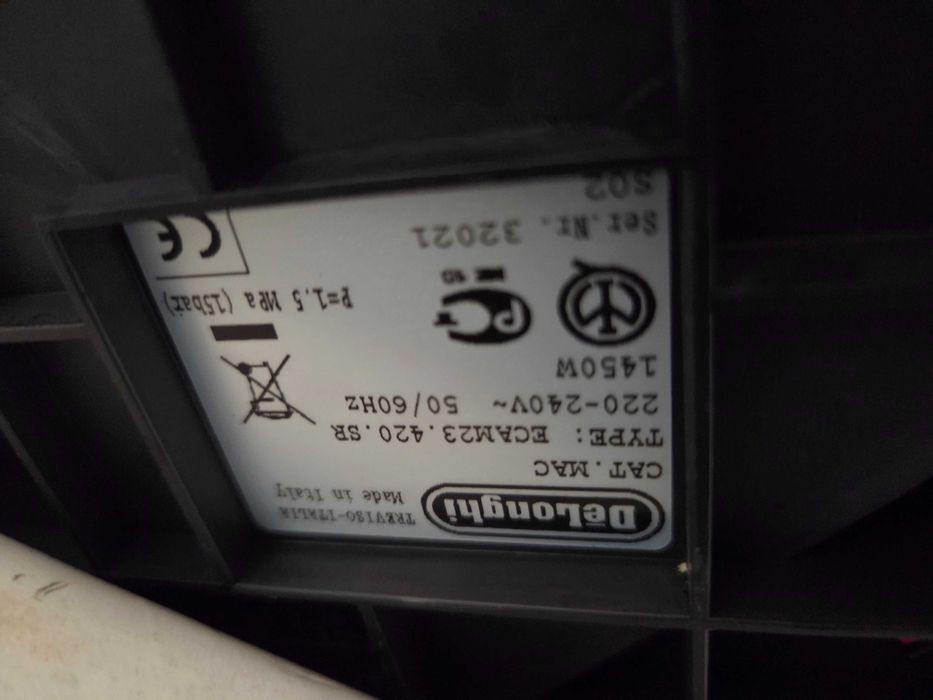 DeLonghi
TREVISO-ITALIA
Made in Italy
CAT.MAC
TYPE: ECAM23.420.SR
220-240V~ 50/60Hz
1450W
P=1,5 MPa (15bar)
Ser.Nr. 32021
S02
CE